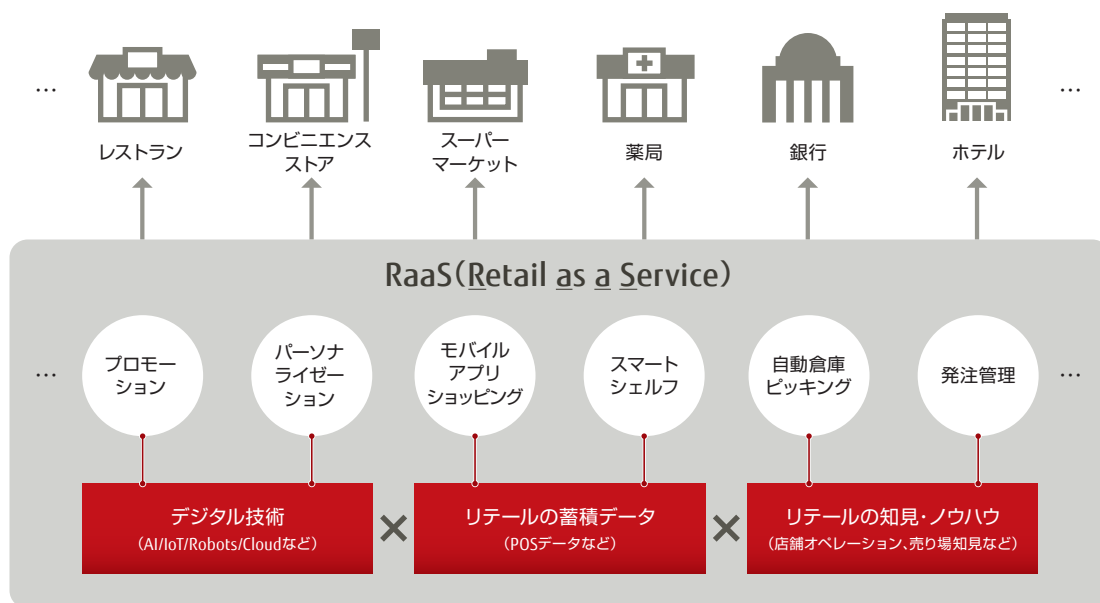 …
レストラン
コンビニエンス
ストア
スーパー
マーケット
薬局
銀行
ホテル
…
RaaS(Retail as a Service)
…
プロモー
ション
パーソナ
ライゼー
ション
モバイル
アプリ
ショッピング
スマート
シェルフ
自動倉庫
ピッキング
発注管理
…
デジタル技術
(AI/IoT/Robots/Cloudなど)
×
リテールの蓄積データ
(POSデータなど)
×
リテールの知見・ノウハウ
(店舗オペレーション、売り場知見など)